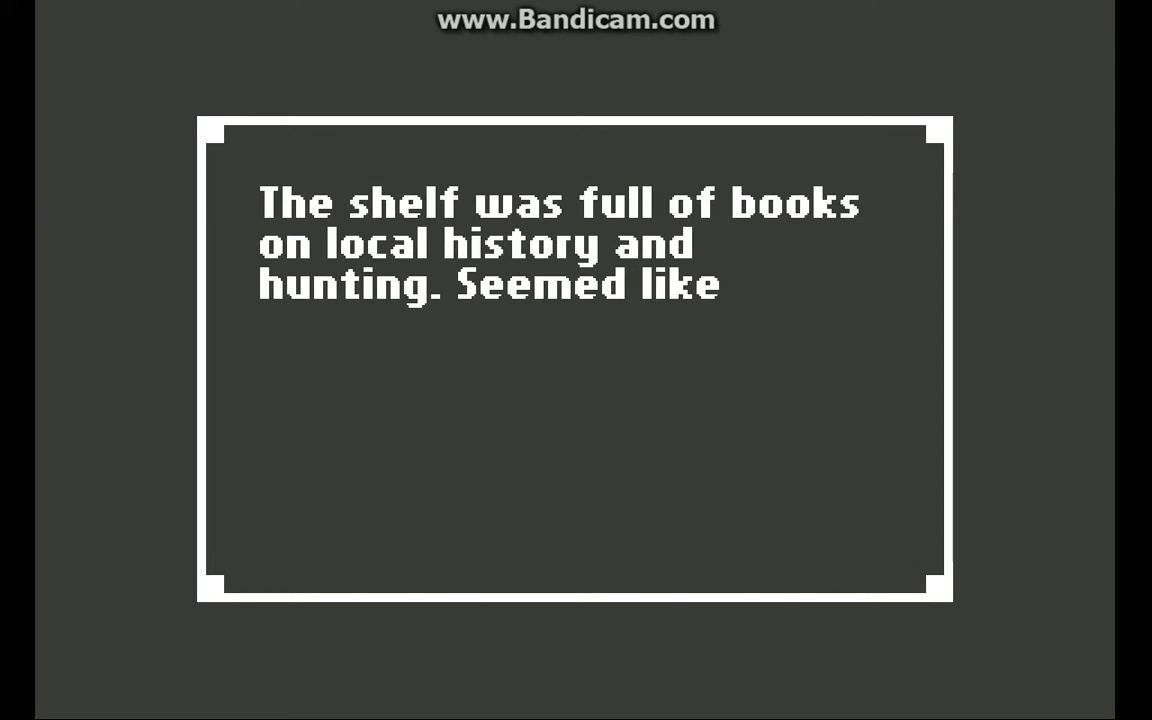 www.Bandicam.com
The shelf was full of books
on local history and
hunting. Seemed like